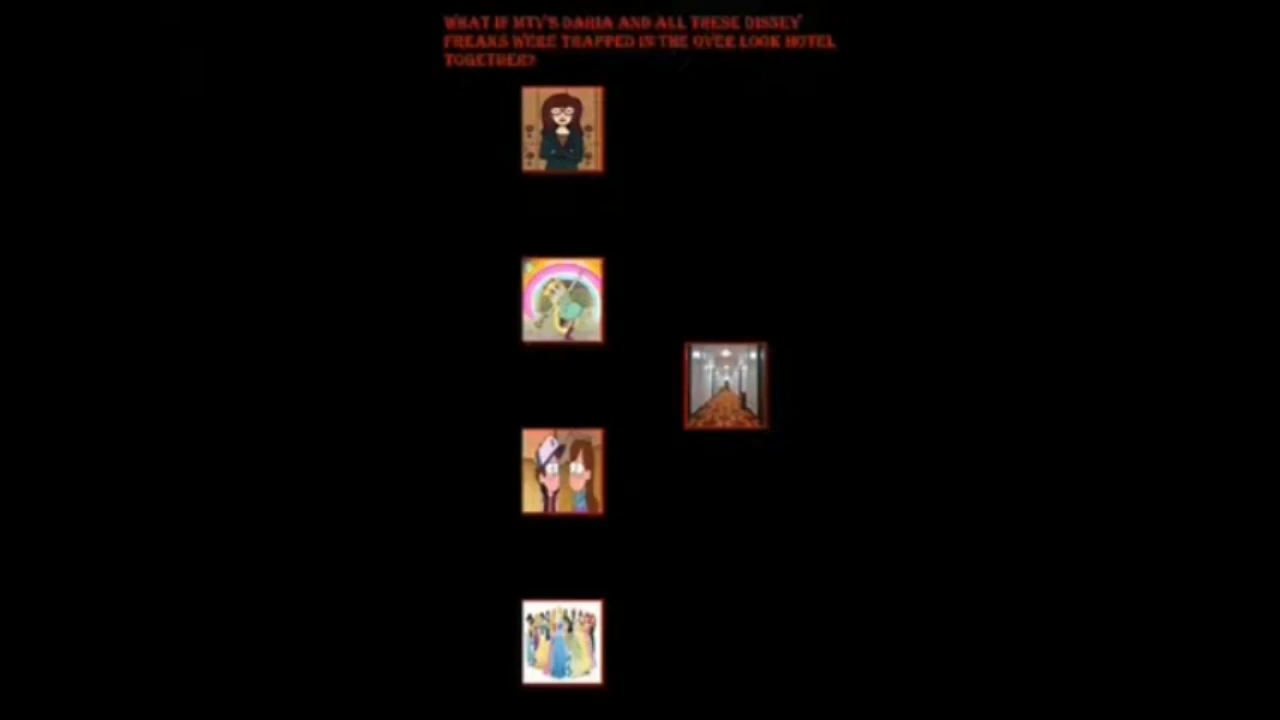 WHAT IF MTV'S DARIA AND ALL THESE DISNEY
FREAKS WERE TRAPPED IN THE OVER LOOK HOTEL
TOGETHER?